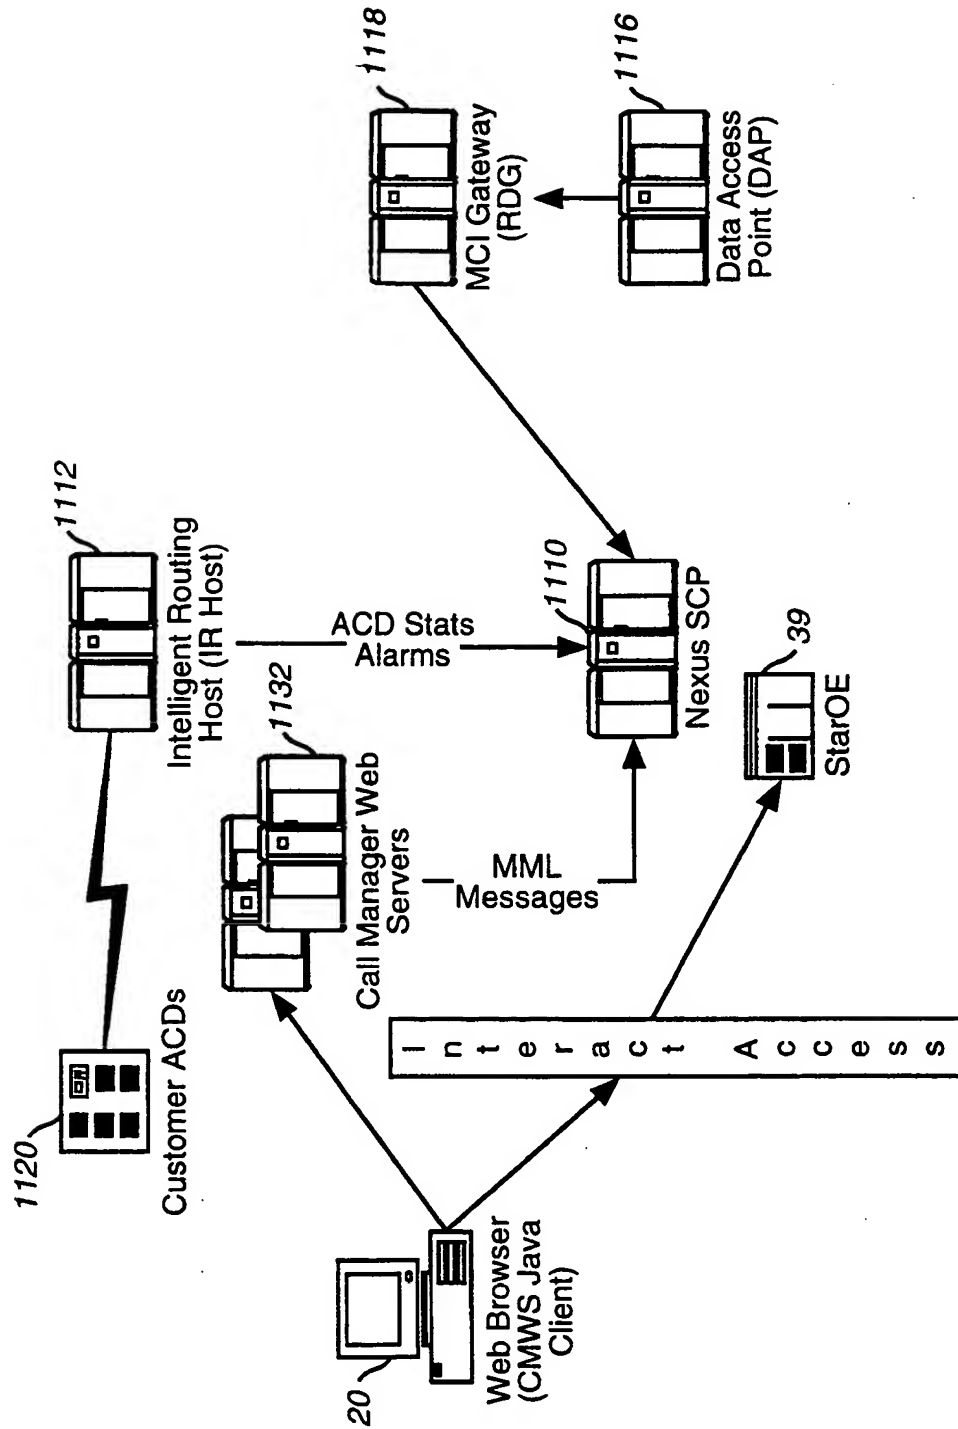 1120
Customer ACDs
1112
Intelligent Routing
Host (IR Host)
1118
MCI Gateway
(RDG)
1116
Data Access
Point (DAP)
ACD Stats
Alarms
1132
Call Manager Web
Servers
MML
Messages
1110
Nexus SCP
39
StarOE
Interact Access
20
Web Browser
(CMWS Java
Client)